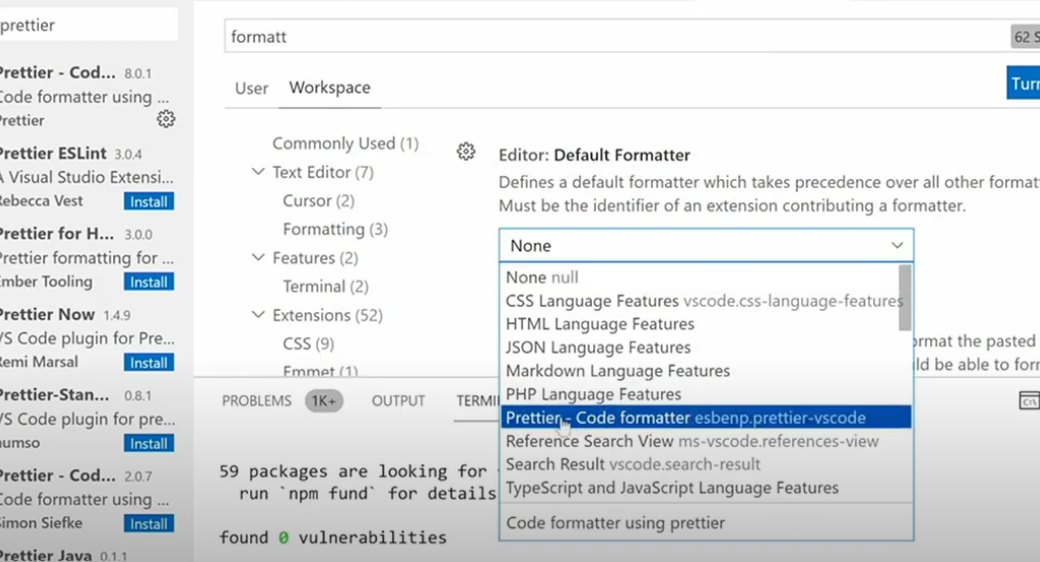 prettier
Prettier - Cod... 8.0.1
Code formatter using ...
Prettier
Prettier ESLint 3.0.4
A Visual Studio Extensi...
Rebecca Vest Install
Prettier for H... 3.0.0
Prettier formatting for ...
Ember Tooling Install
Prettier Now 1.4.9
VS Code plugin for Pre...
Remi Marsal Install
Prettier-Stan... 0.8.1
VS Code plugin for pre...
numso Install
Prettier - Cod... 2.0.7
Code formatter using ...
Simon Siefke Install
Prettier Java 0.1.1
formatt
62 S
User Workspace
Turn
Commonly Used (1)
Text Editor (7)
Cursor (2)
Formatting (3)
Features (2)
Terminal (2)
Extensions (52)
CSS (9)
Emmet (1)
Editor: Default Formatter
Defines a default formatter which takes precedence over all other formatt
Must be the identifier of an extension contributing a formatter.
None
None null
CSS Language Features vscode.css-language-features
HTML Language Features
JSON Language Features
Markdown Language Features
PHP Language Features
Prettier - Code formatter esbenp.prettier-vscode
Reference Search View ms-vscode.references-view
Search Result vscode.search-result
TypeScript and JavaScript Language Features
Code formatter using prettier
ormat the pasted
ld be able to for
PROBLEMS 1K+ OUTPUT TERMI
59 packages are looking for
run `npm fund` for details
found 0 vulnerabilities